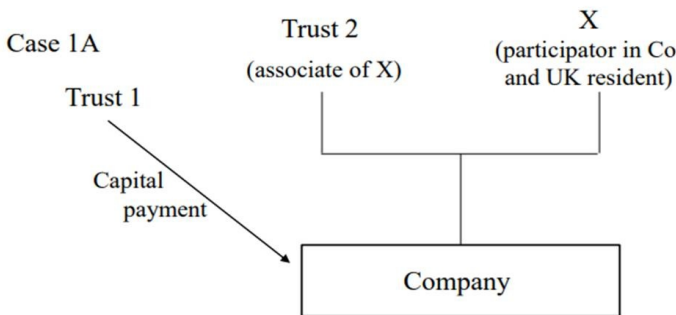 Case 1A
Trust 1
Trust 2
(associate of X)
X
(participator in Co
and UK resident)
Capital
payment
Company